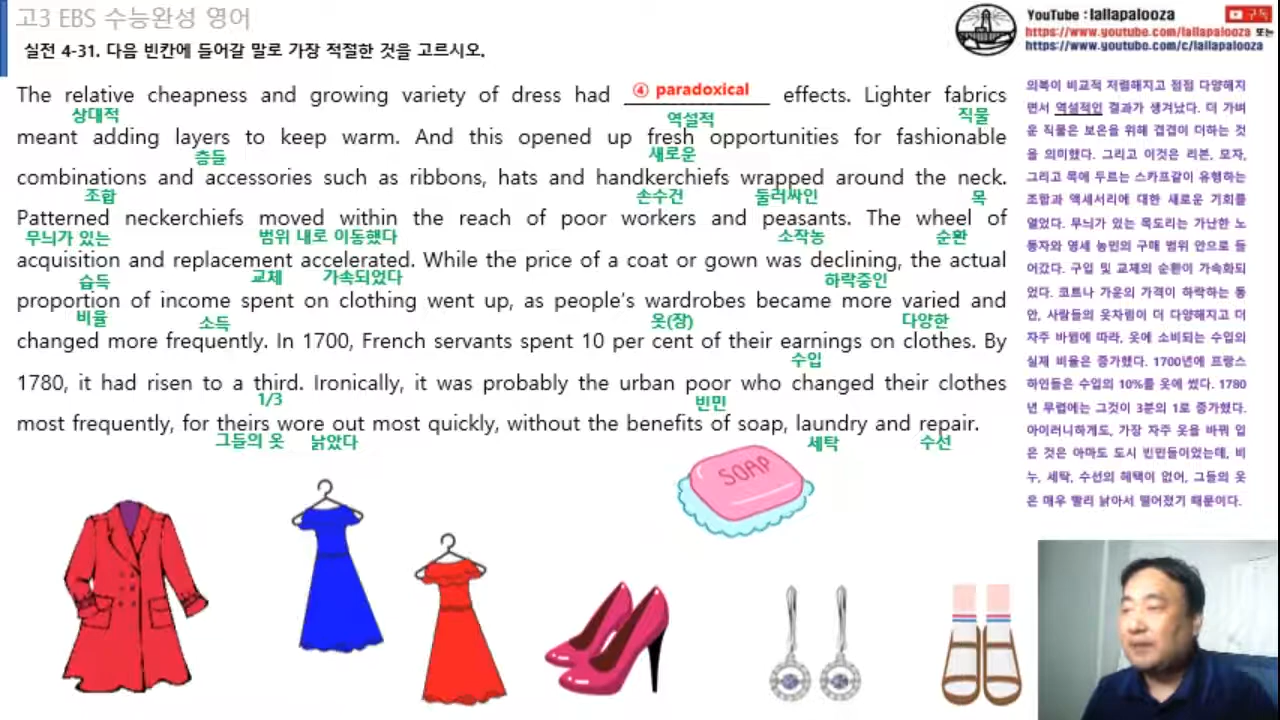 고3 EBS 수능완성 영어
실전 4-31. 다음 빈칸에 들어갈 말로 가장 적절한 것을 고르시오.
YouTube : lallapalooza
구독
https://www.youtube.com/lallapalooza 또는
https://www.youtube.com/c/lallapalooza
The relative cheapness and growing variety of dress had ④ paradoxical effects. Lighter fabrics
상대적 역설적 직물
meant adding layers to keep warm. And this opened up fresh opportunities for fashionable
층들 새로운
combinations and accessories such as ribbons, hats and handkerchiefs wrapped around the neck.
조합 손수건 둘러싸인 목
Patterned neckerchiefs moved within the reach of poor workers and peasants. The wheel of
무늬가 있는 범위 내로 이동했다 소작농 순환
acquisition and replacement accelerated. While the price of a coat or gown was declining, the actual
습득 교체 가속되었다 하락중인
proportion of income spent on clothing went up, as people's wardrobes became more varied and
비율 소득 옷(장) 다양한
changed more frequently. In 1700, French servants spent 10 per cent of their earnings on clothes. By
수입
1780, it had risen to a third. Ironically, it was probably the urban poor who changed their clothes
1/3 빈민
most frequently, for theirs wore out most quickly, without the benefits of soap, laundry and repair.
그들의 옷 낡았다 세탁 수선
의복이 비교적 저렴해지고 점점 다양해지
면서 역설적인 결과가 생겨났다. 더 가벼
운 직물은 보온을 위해 겹겹이 더하는 것
을 의미했다. 그리고 이것은 리본, 모자,
그리고 목에 두르는 스카프같이 유행하는
조합과 액세서리에 대한 새로운 기회를
열었다. 무늬가 있는 목도리는 가난한 노
동자와 영세 농민의 구매 범위 안으로 들
어갔다. 구입 및 교체의 순환이 가속화되
었다. 코트나 가운의 가격이 하락하는 동
안, 사람들의 옷차림이 더 다양해지고 더
자주 바뀜에 따라, 옷에 소비되는 수입의
실제 비율은 증가했다. 1700년에 프랑스
하인들은 수입의 10%를 옷에 썼다. 1780
년 무렵에는 그것이 3분의 1로 증가했다.
아이러니하게도, 가장 자주 옷을 바꿔 입
은 것은 아마도 도시 빈민들이었는데, 비
누, 세탁, 수선의 혜택이 없어, 그들의 옷
은 매우 빨리 낡아서 떨어졌기 때문이다.
SOAP